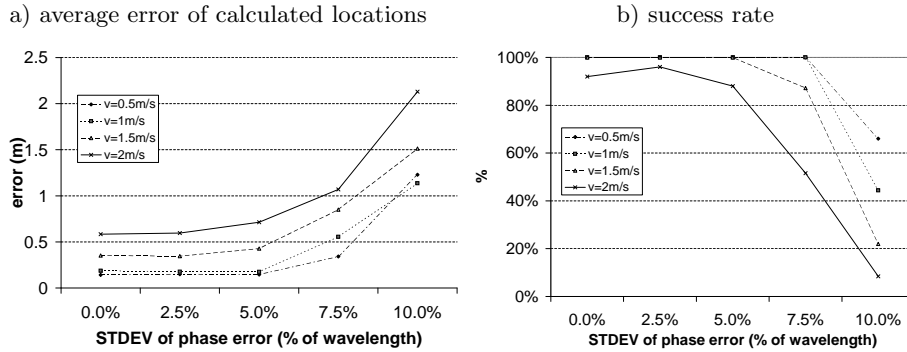 a) average error of calculated locations
2.5
2
1.5
1
0.5
0
error (m)
v=0.5m/s
v=1m/s
v=1.5m/s
v=2m/s
0.0% 2.5% 5.0% 7.5% 10.0%
STDEV of phase error (% of wavelength)
b) success rate
100%
80%
60%
40%
20%
0%
%
v=0.5m/s
v=1m/s
v=1.5m/s
v=2m/s
0.0% 2.5% 5.0% 7.5% 10.0%
STDEV of phase error (% of wavelength)